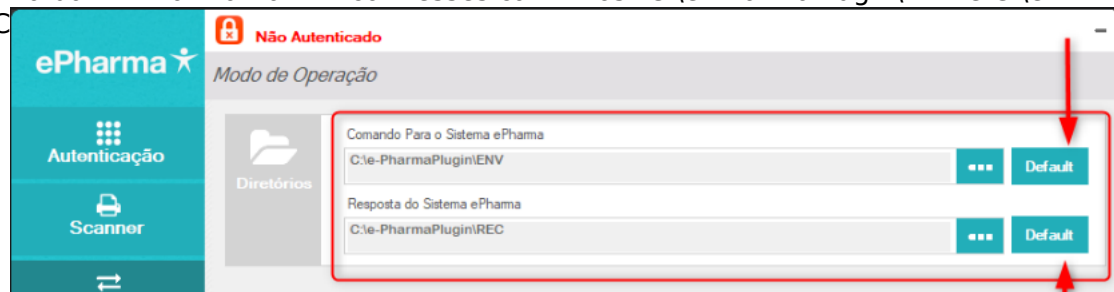 Não Autenticado
ePharma
Modo de Operação
Autenticação
Scanner
Diretórios
Comando Para o Sistema ePharma
C:\e-PharmaPlugin\ENV
Default
Resposta do Sistema ePharma
C:\e-PharmaPlugin\REC
Default